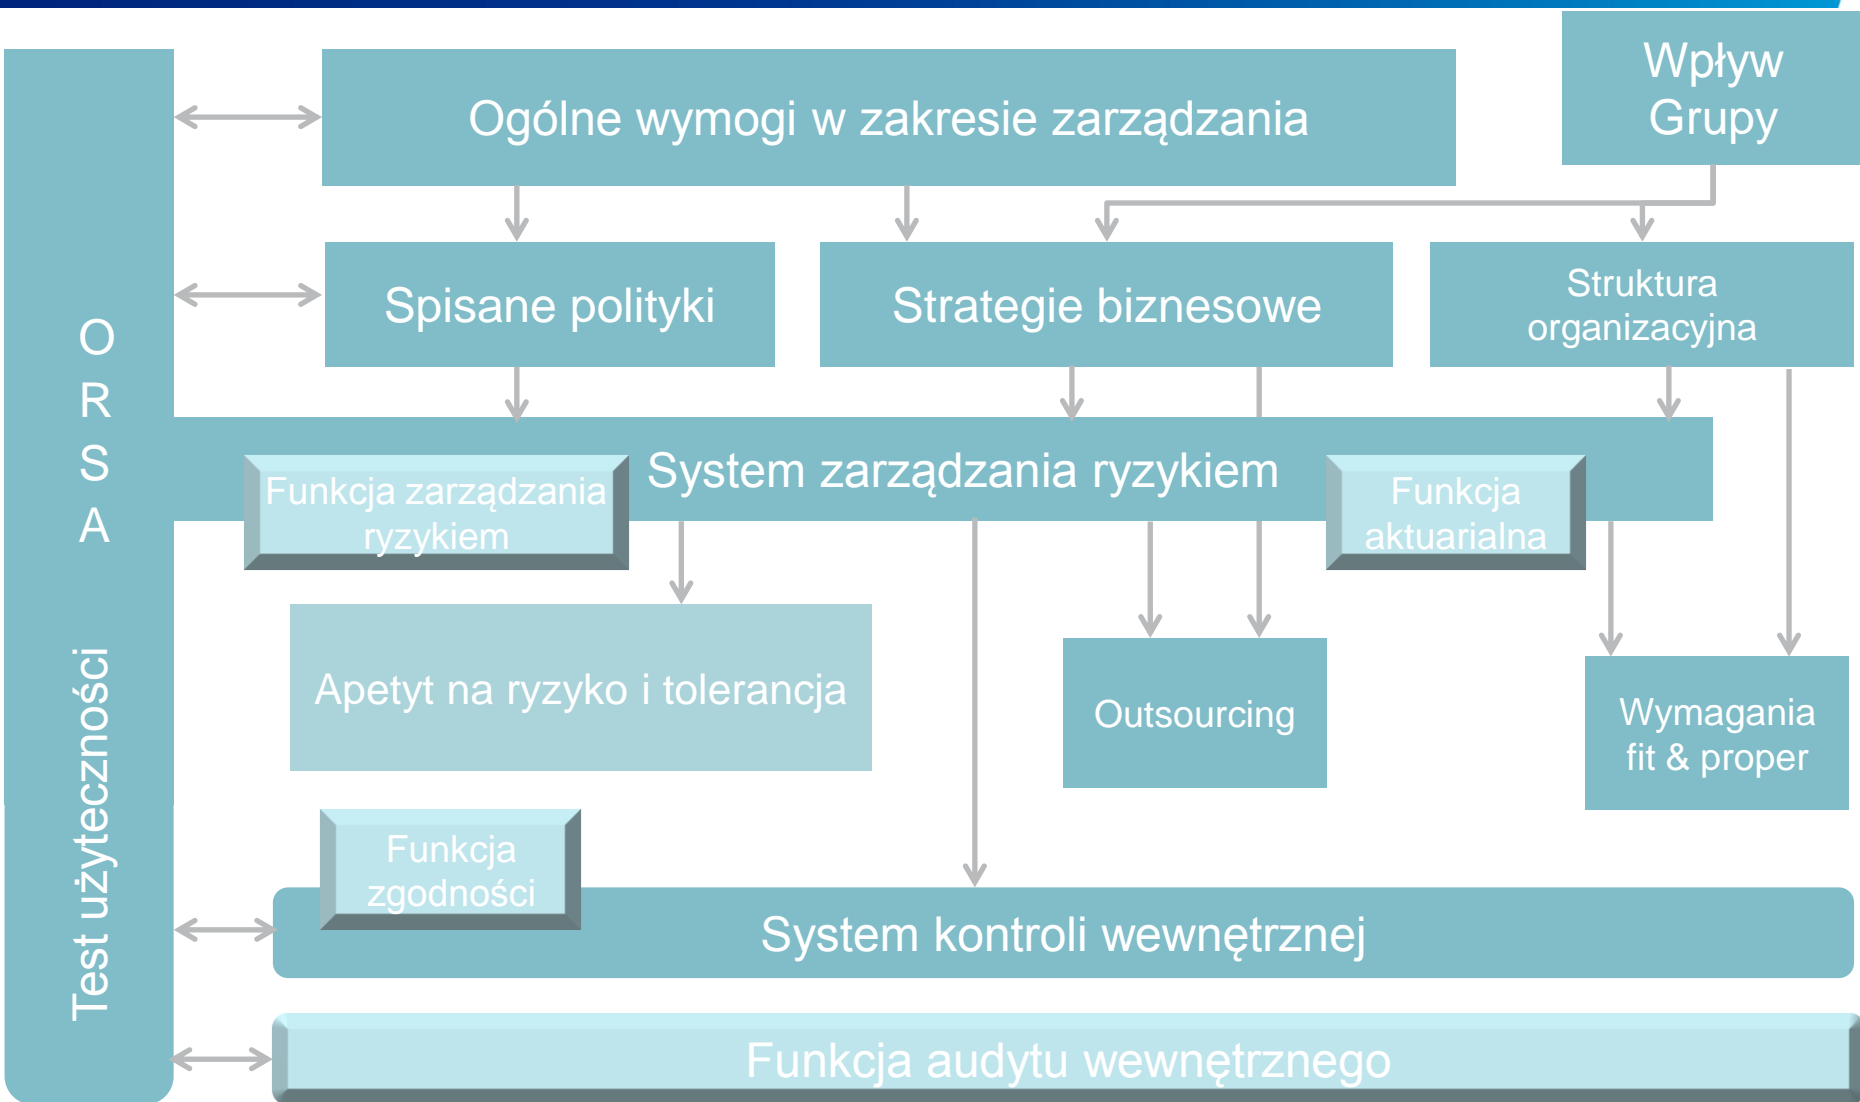 Ogólne wymogi w zakresie zarządzania
Wpływ
Grupy
Spisane polityki
Strategie biznesowe
Struktura
organizacyjna
O
R
S
A
Test użyteczności
System zarządzania ryzykiem
Funkcja zarządzania
ryzykiem
Funkcja
aktuarialna
Apetyt na ryzyko i tolerancja
Outsourcing
Wymagania
fit & proper
Funkcja
zgodności
System kontroli wewnętrznej
Funkcja audytu wewnętrznego